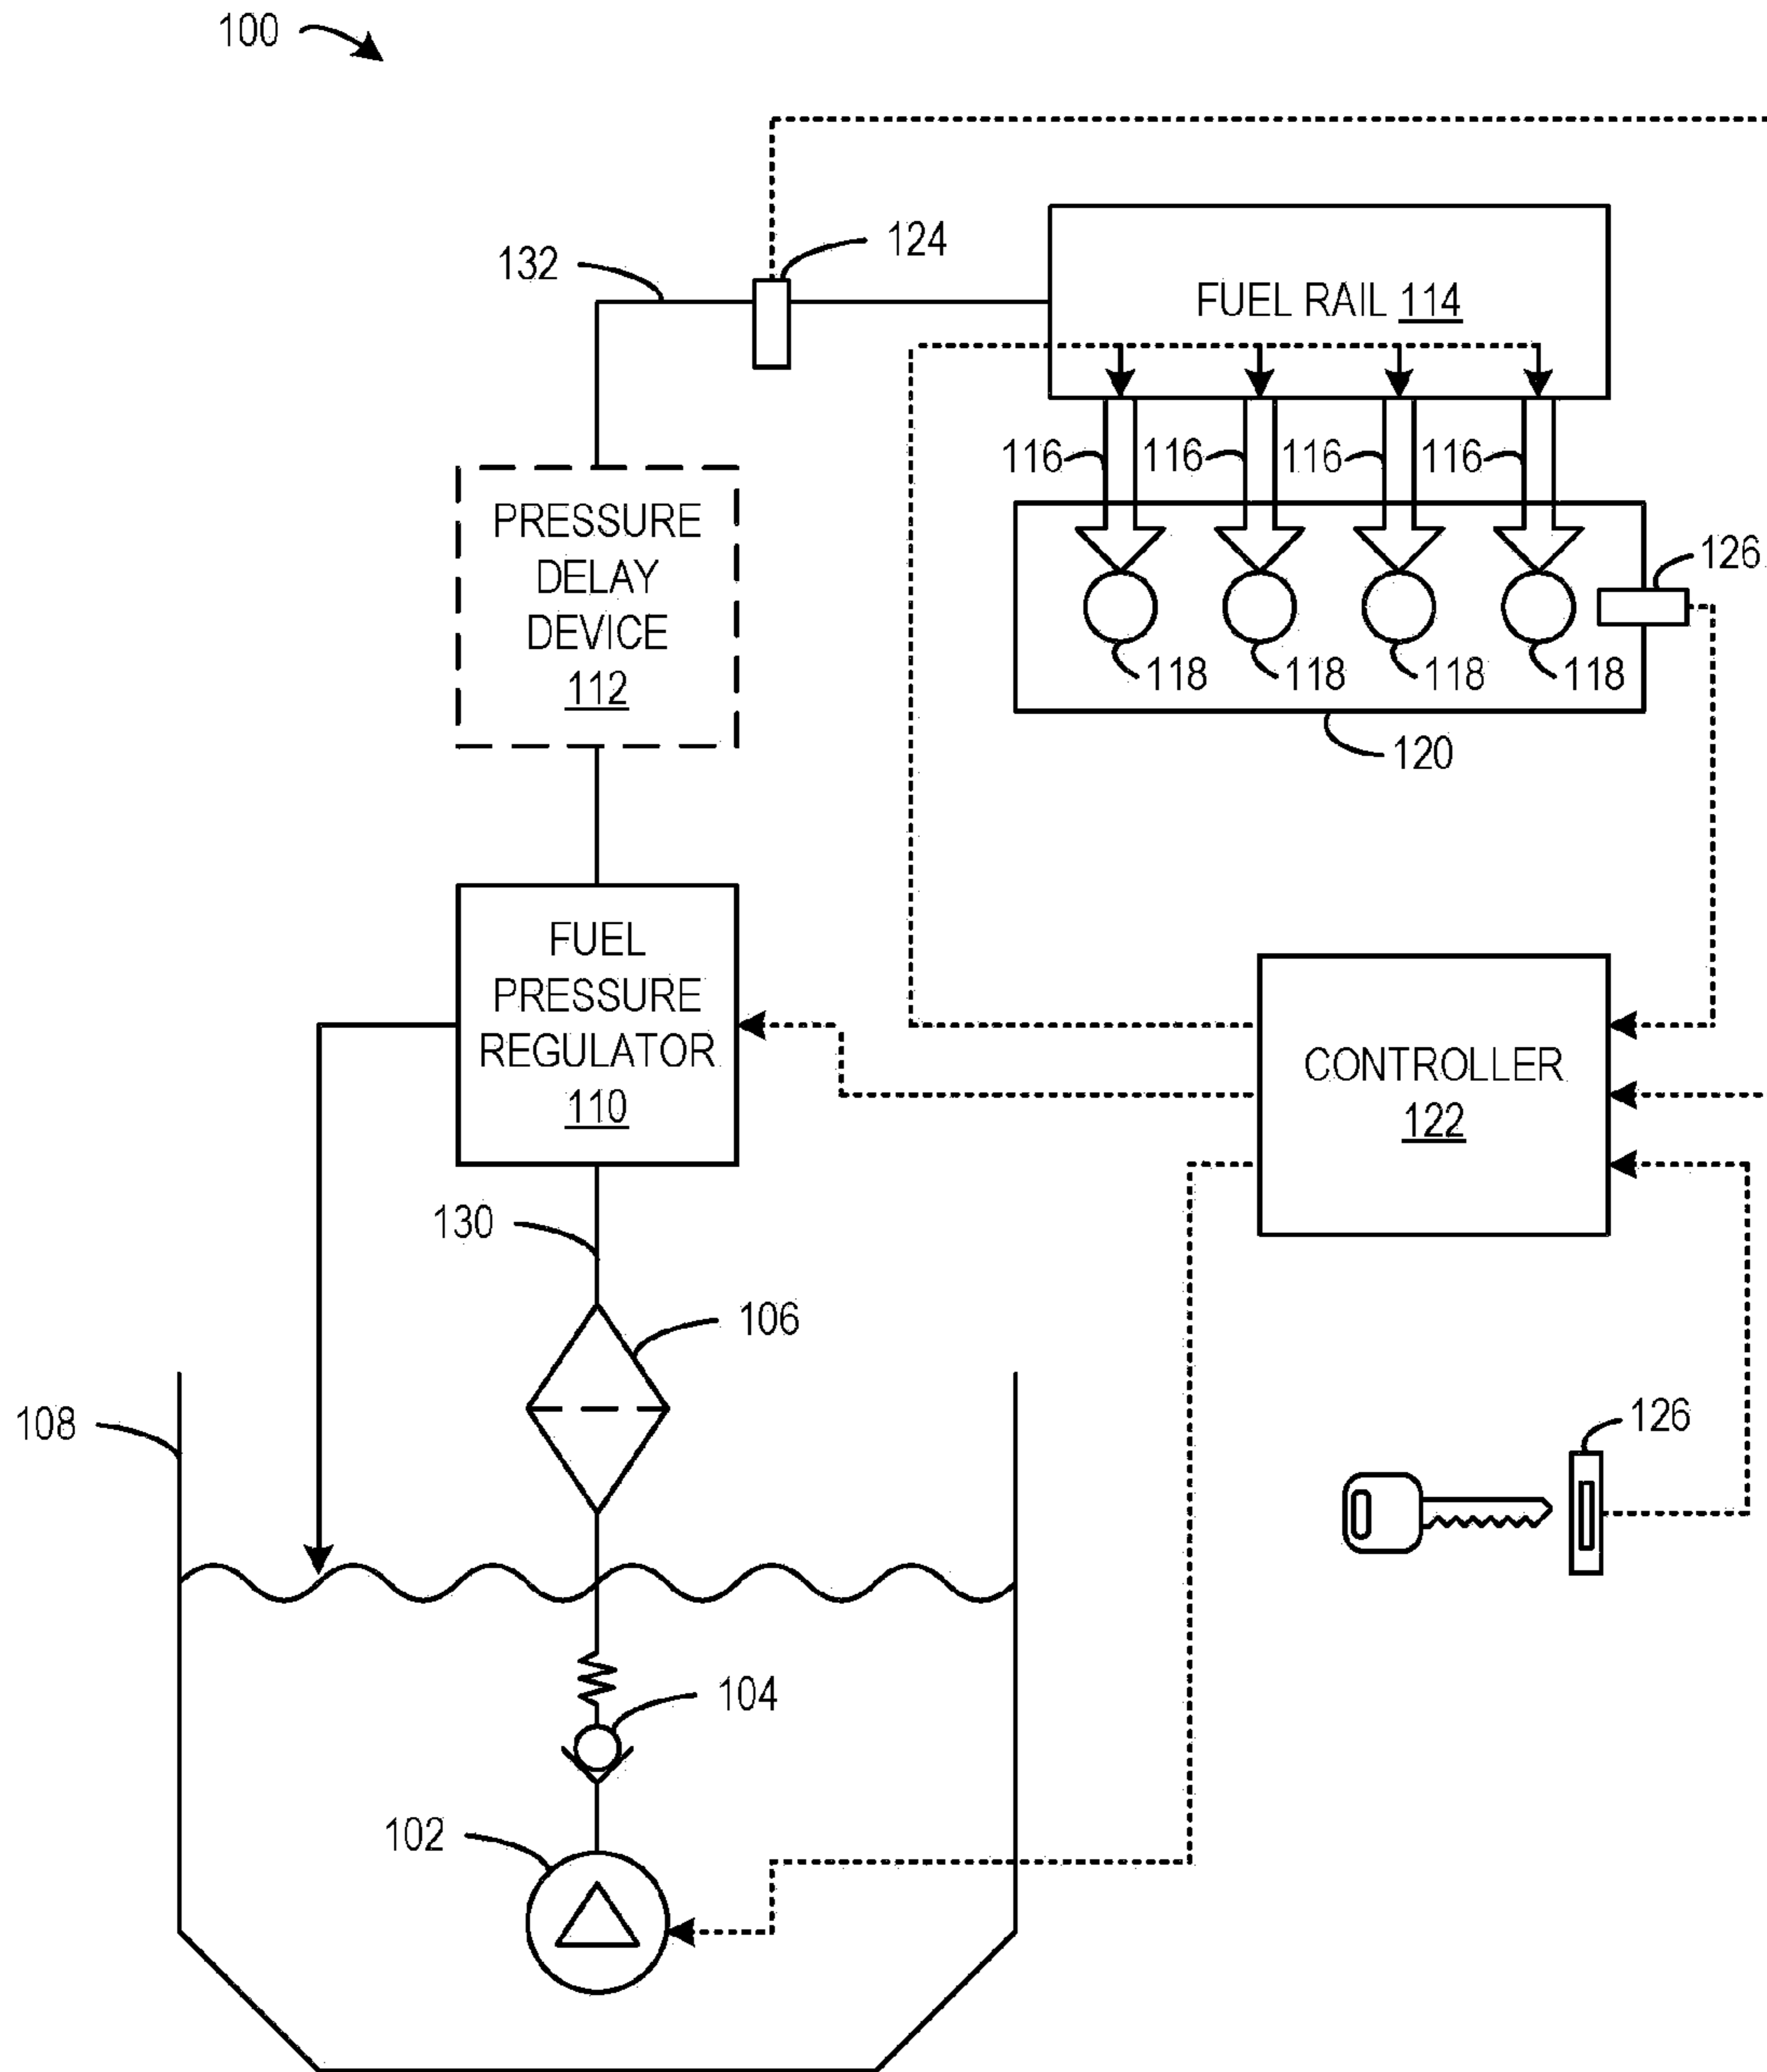 100
124
132
FUEL RAIL 114
116 116 116 116
PRESSURE
DELAY
DEVICE
112
126
118 118 118 118
120
FUEL
PRESSURE
REGULATOR
110
CONTROLLER
122
130
106
108
126
104
102